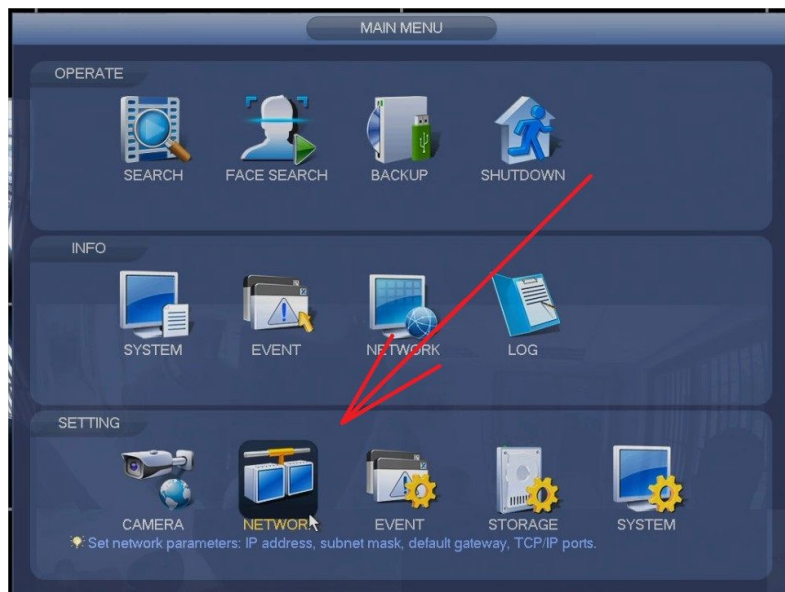 MAIN MENU
OPERATE
SEARCH FACE SEARCH BACKUP SHUTDOWN
INFO
SYSTEM EVENT NETWORK LOG
SETTING
CAMERA NETWORK EVENT STORAGE SYSTEM
Set network parameters: IP address, subnet mask, default gateway, TCP/IP ports.